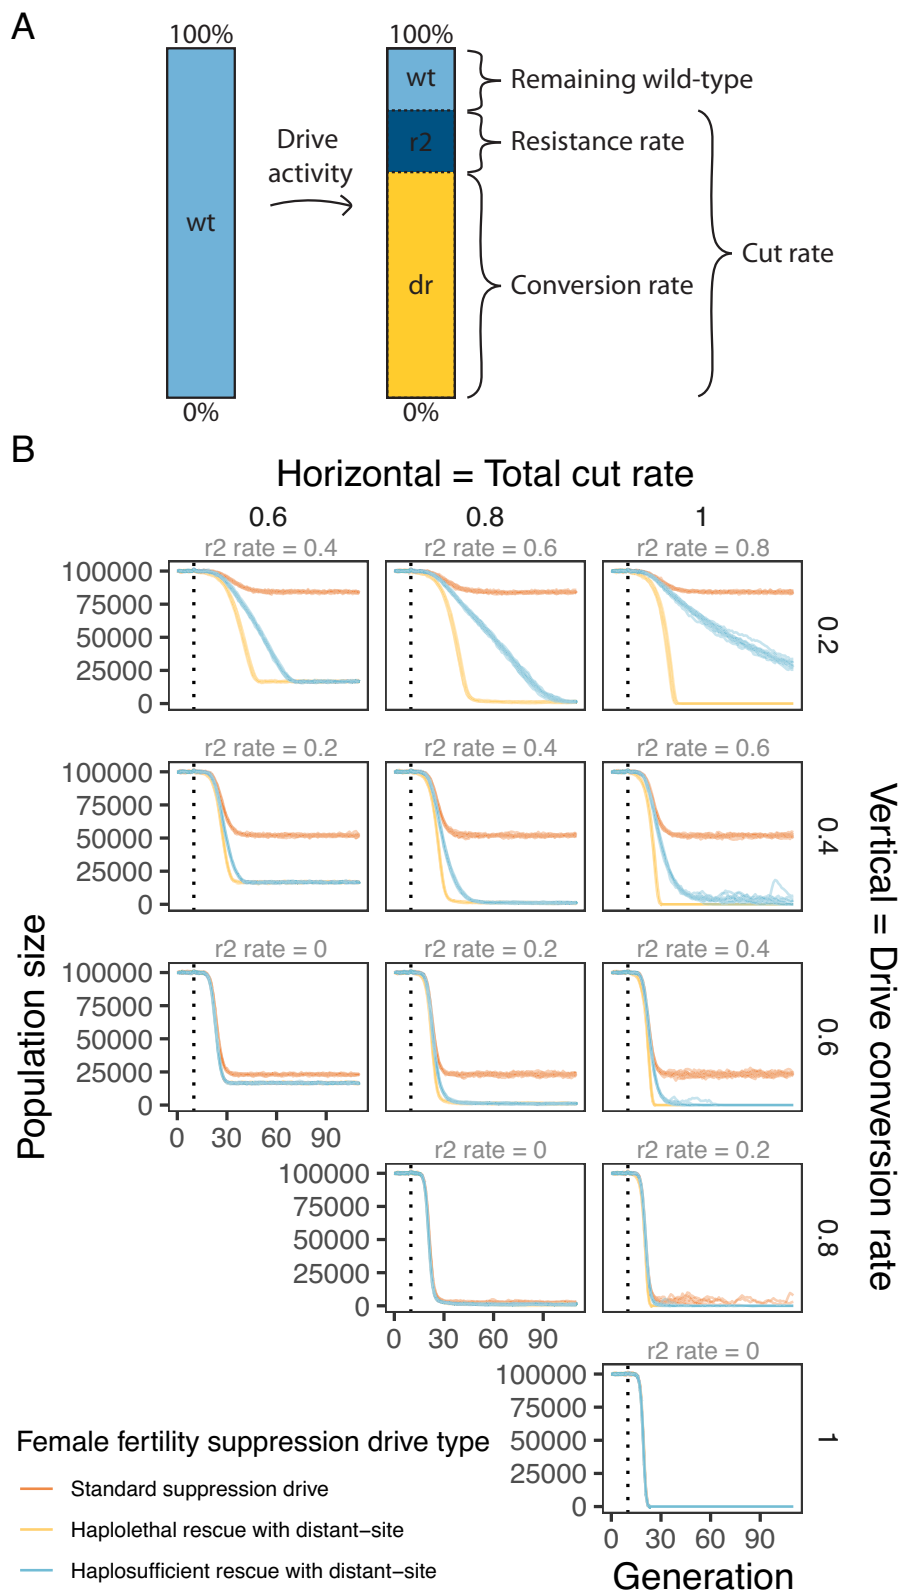 A
100%
100%
wt
Remaining wild-type
Drive
activity
r2
Resistance rate
wt
Cut rate
dr
Conversion rate
0%
0%
B
Horizontal = Total cut rate
0.6
0.8
1
r2 rate = 0.4
r2 rate = 0.6
r2 rate = 0.8
100000
75000
50000
25000
0
0.2
r2 rate = 0.2
r2 rate = 0.4
r2 rate = 0.6
100000
75000
50000
25000
0
0.4
r2 rate = 0
r2 rate = 0.2
r2 rate = 0.4
100000
75000
50000
25000
0
0.6
0 30 60 90
r2 rate = 0
r2 rate = 0.2
100000
75000
50000
25000
0
0.8
0 30 60 90
r2 rate = 0
100000
75000
50000
25000
0
1
0 30 60 90
Population size
Vertical = Drive conversion rate
Generation
Female fertility suppression drive type
Standard suppression drive
Haplolethal rescue with distant−site
Haplosufficient rescue with distant−site